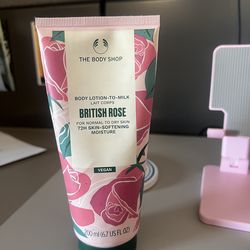 THE BODY SHOP
BODY LOTION-TO-MILK
LAIT CORPS
BRITISH ROSE
FOR NORMAL TO DRY SKIN
72H SKIN-SOFTENING
MOISTURE
VEGAN
200 ml (6.7 US FL OZ)